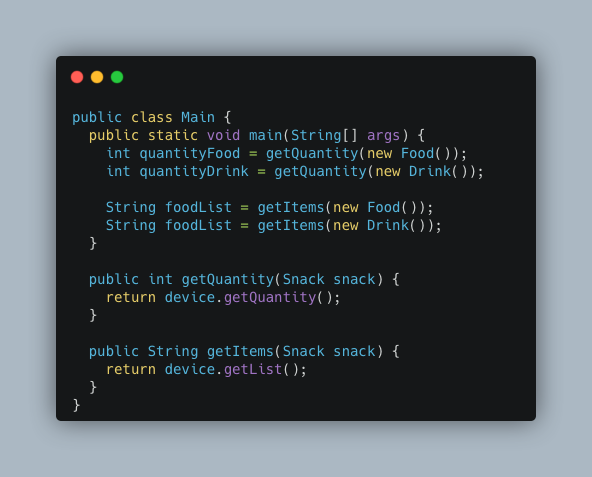 public class Main {
  public static void main(String[] args) {
    int quantityFood = getQuantity(new Food());
    int quantityDrink = getQuantity(new Drink());

    String foodList = getItems(new Food());
    String foodList = getItems(new Drink());
  }

  public int getQuantity(Snack snack) {
    return device.getQuantity();
  }

  public String getItems(Snack snack) {
    return device.getList();
  }
}